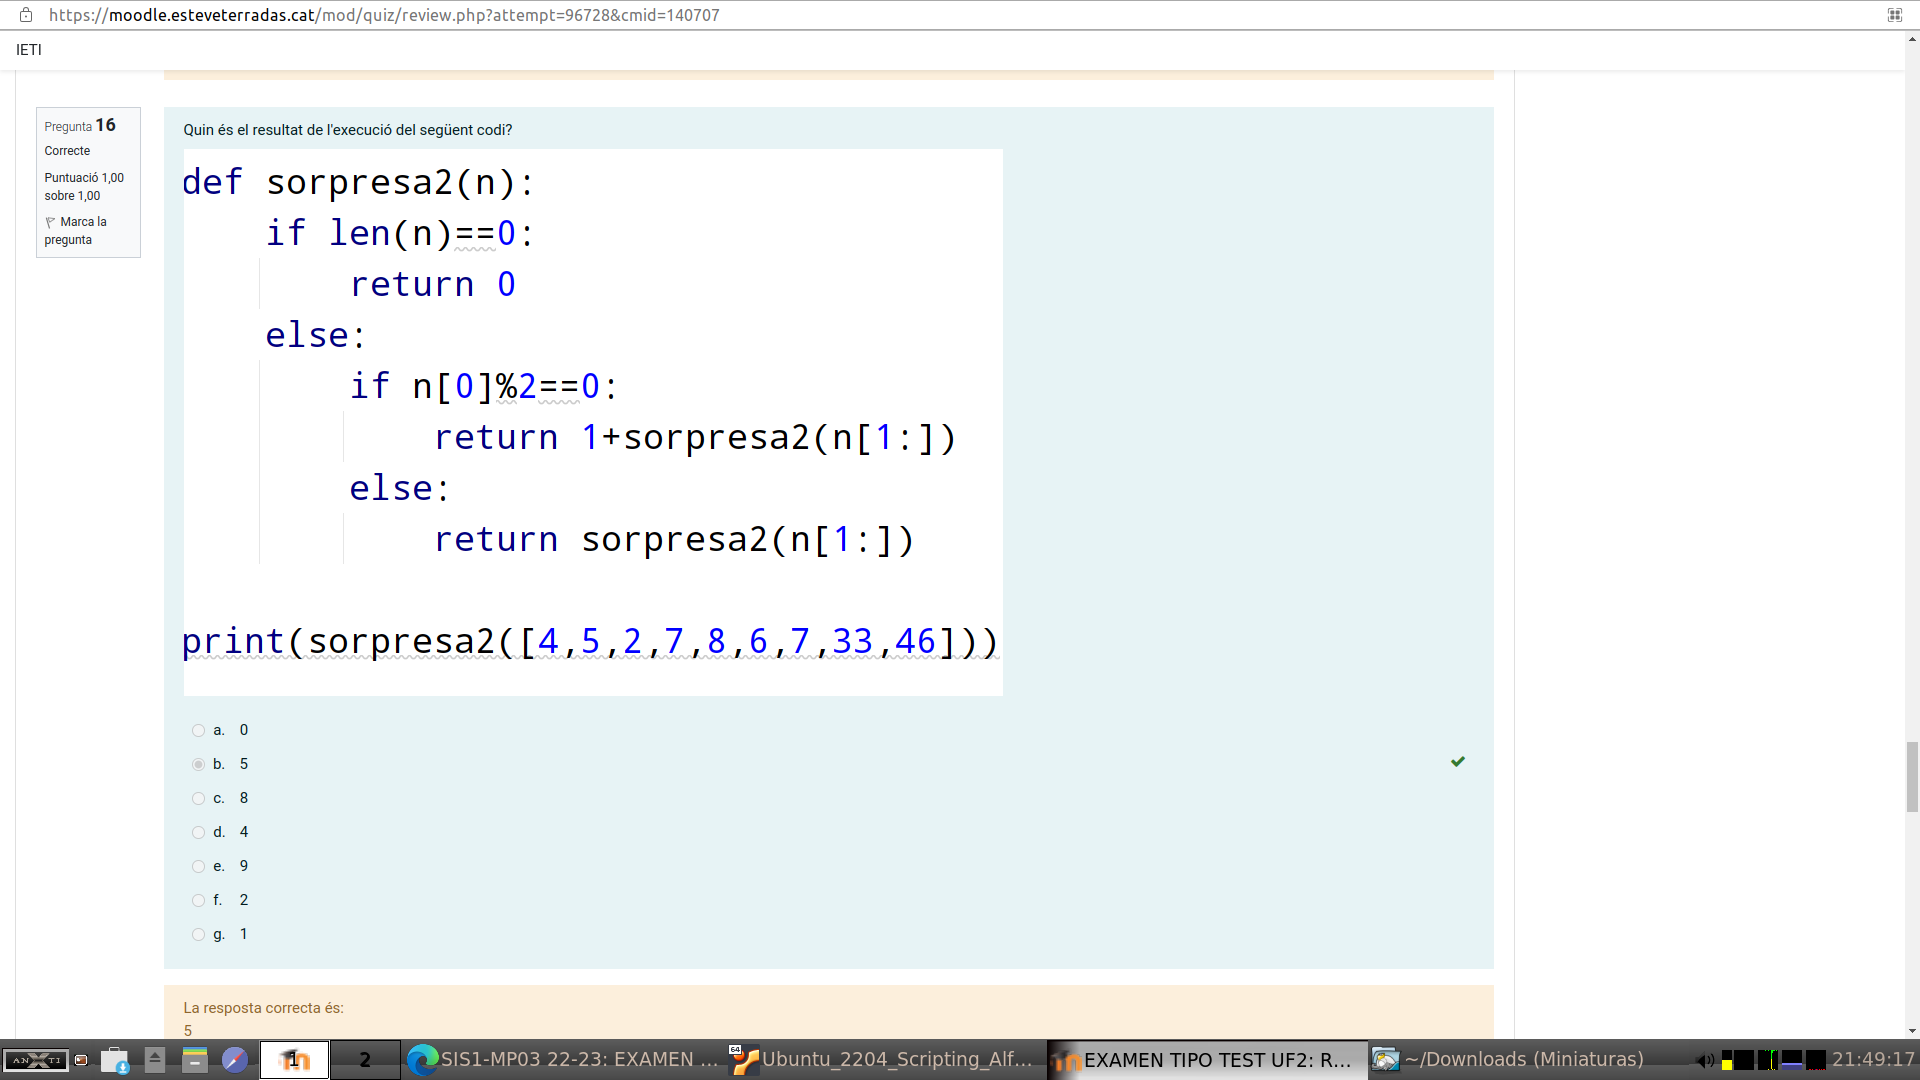 https://moodle.esteveterradas.cat/mod/quiz/review.php?attempt=96728&cmid=140707
IETI
Pregunta 16
Correcte
Puntuació 1,00
sobre 1,00
Marca la
pregunta
Quin és el resultat de l'execució del següent codi?
def sorpresa2(n):
    if len(n)==0:
        return 0
    else:
        if n[0]%2==0:
            return 1+sorpresa2(n[1:])
        else:
            return sorpresa2(n[1:])
print(sorpresa2([4,5,2,7,8,6,7,33,46]))
a. 0
b. 5
c. 8
d. 4
e. 9
f. 2
g. 1
La resposta correcta és:
5
ANXTI 1 2 SIS1-MP03 22-23: EXAMEN ... 64 Ubuntu_2204_Scripting_Alf... EXAMEN TIPO TEST UF2: R... ~/Downloads (Miniaturas) 21:49:17